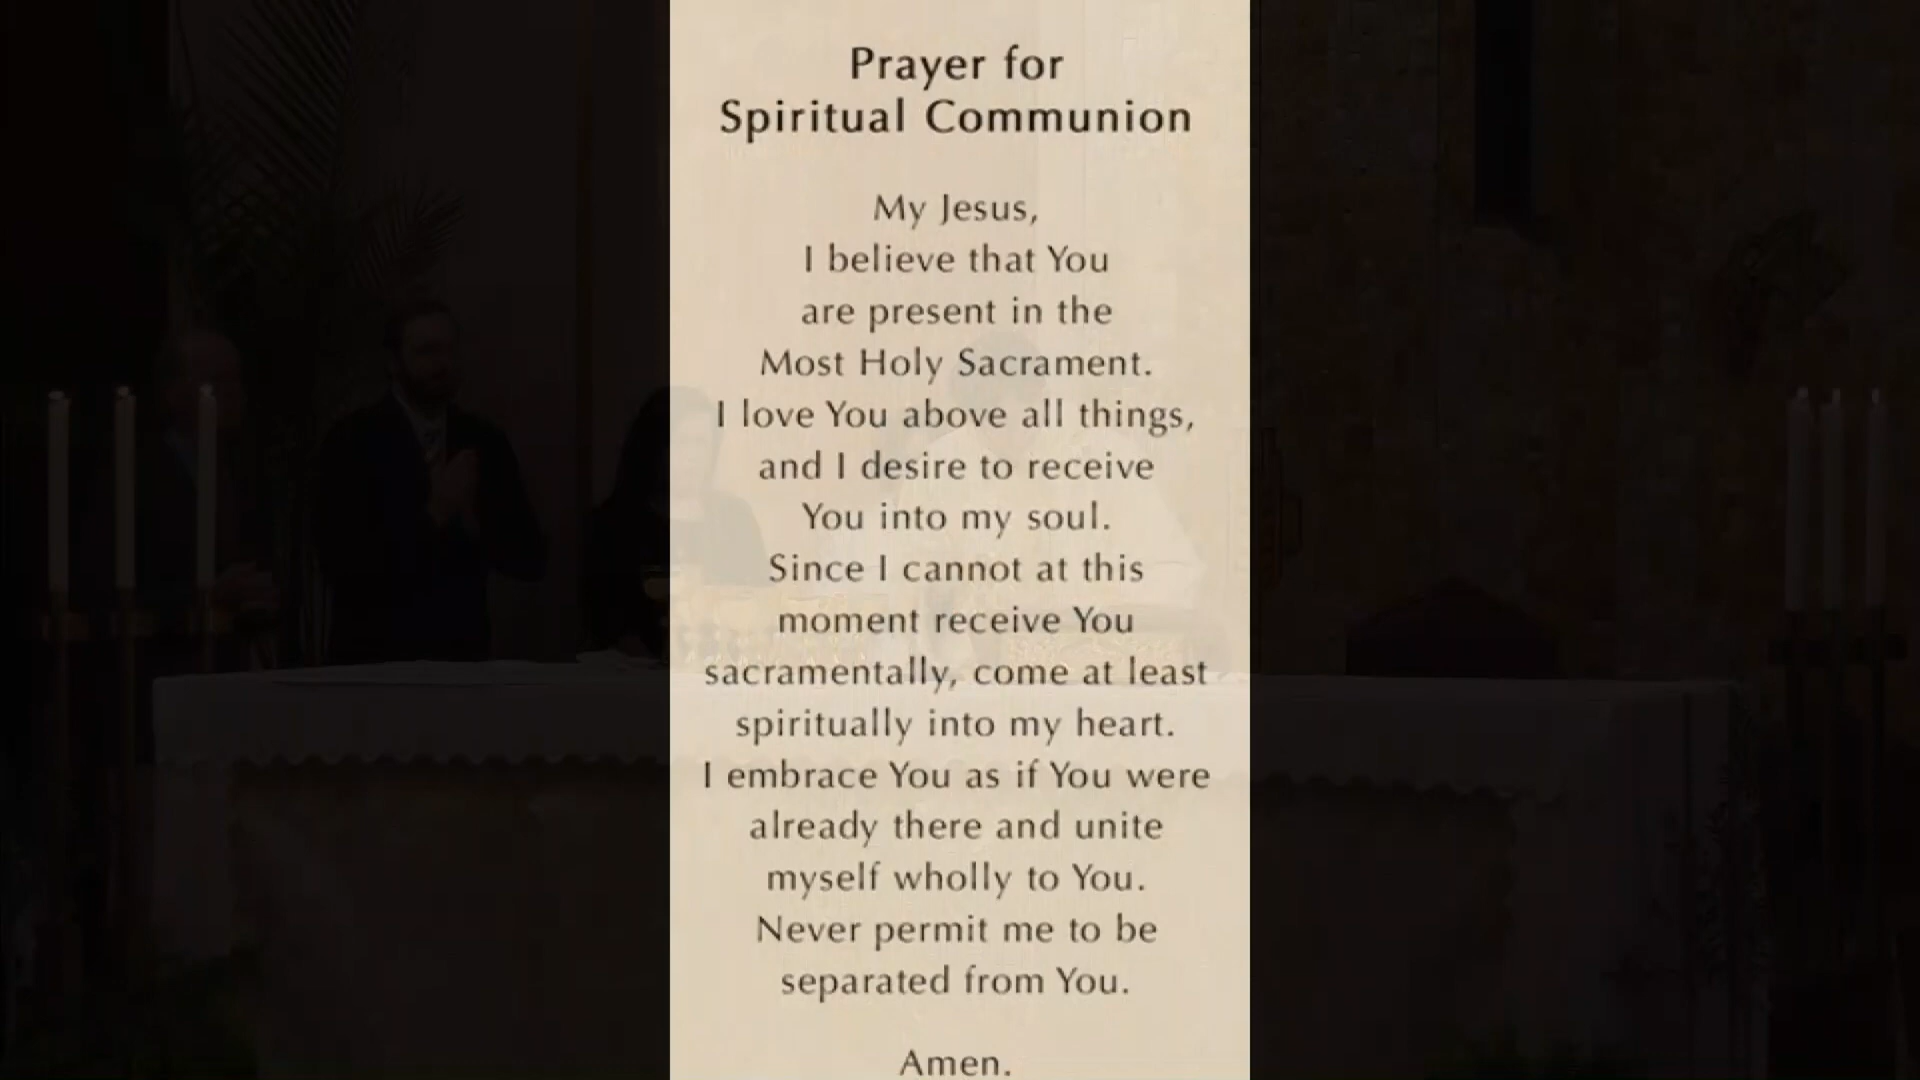 Prayer for
Spiritual Communion
My Jesus,
I believe that You
are present in the
Most Holy Sacrament.
I love You above all things,
and I desire to receive
You into my soul.
Since I cannot at this
moment receive You
sacramentally, come at least
spiritually into my heart.
I embrace You as if You were
already there and unite
myself wholly to You.
Never permit me to be
separated from You.
Amen.